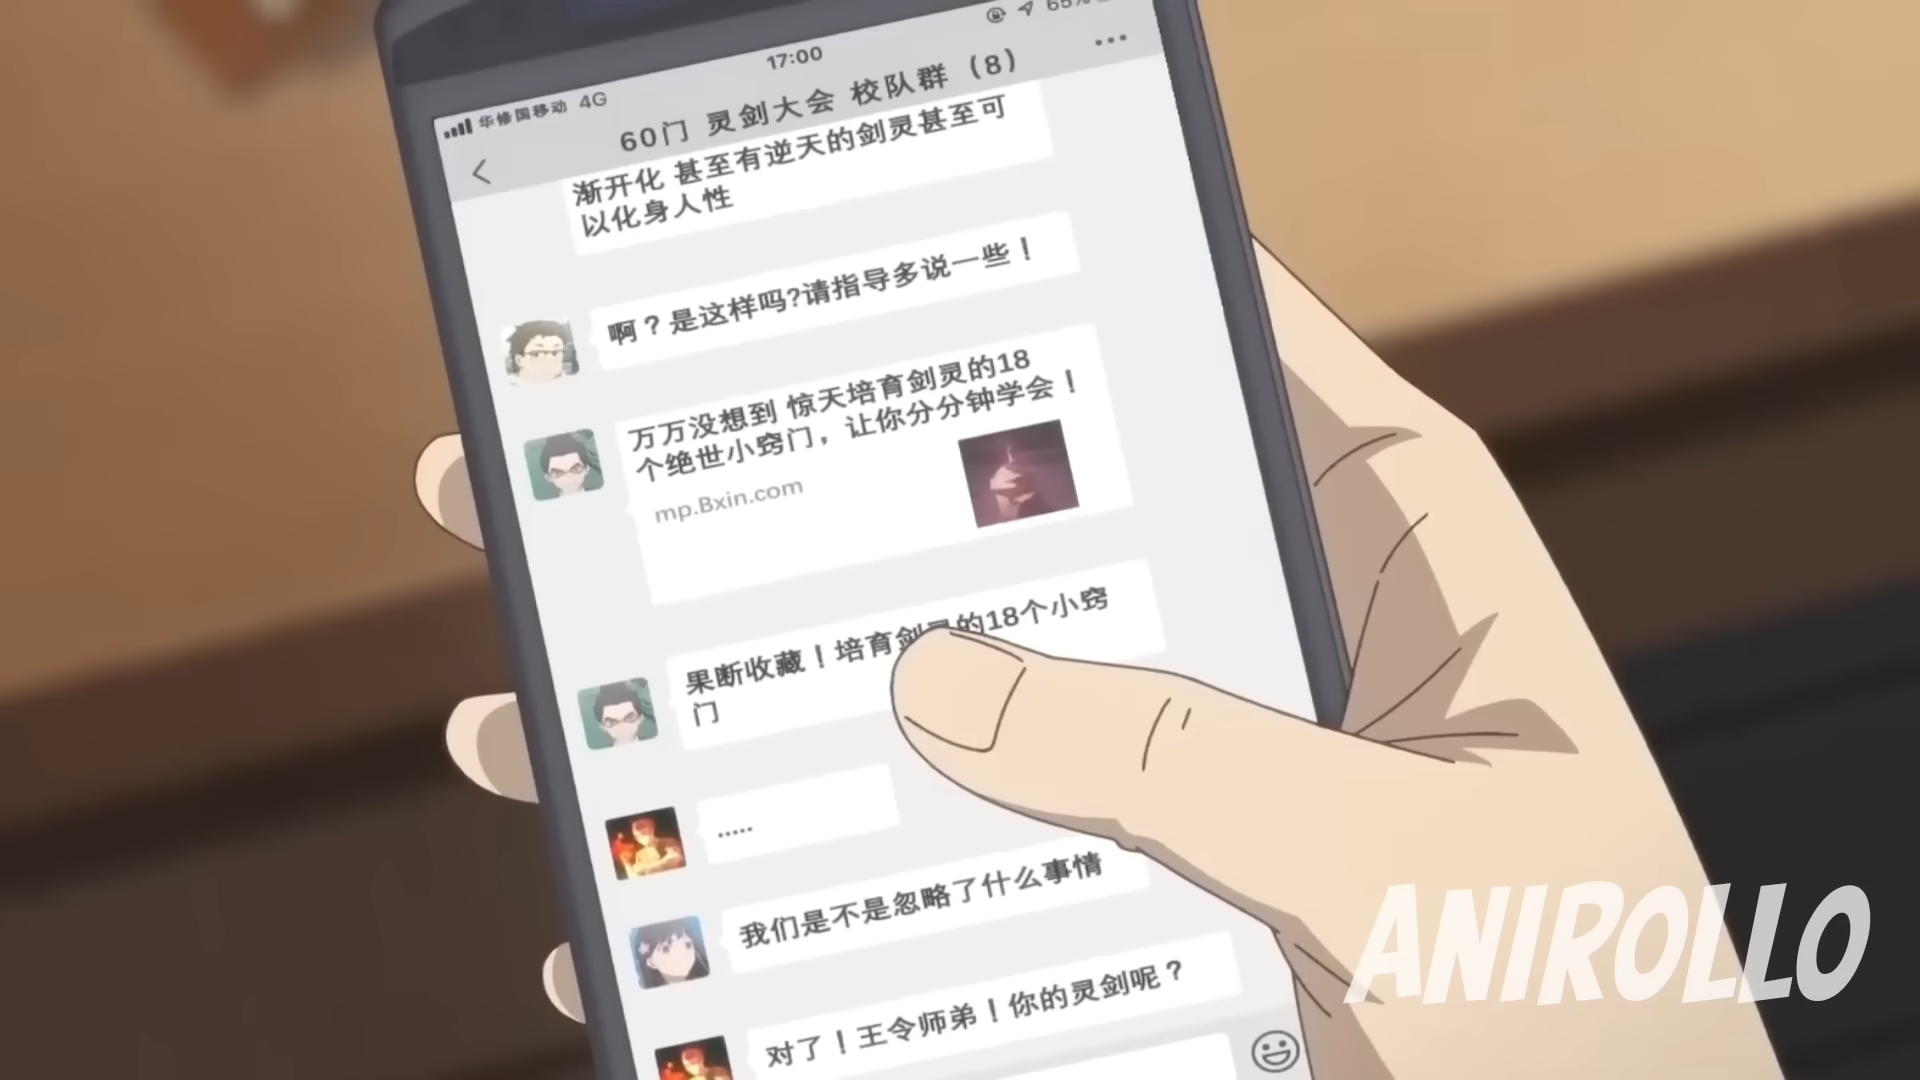 华修国移动 4G
17:00
65%
60门 灵剑大会 校队群（8）
渐开化 甚至有逆天的剑灵甚至可
以化身人性
啊？是这样吗?请指导多说一些！
万万没想到 惊天培育剑灵的18
个绝世小窍门，让你分分钟学会！
mp.Bxin.com
果断收藏！培育剑灵的18个小窍
门
.....
我们是不是忽略了什么事情
对了！王令师弟！你的灵剑呢？
ANIROLLO